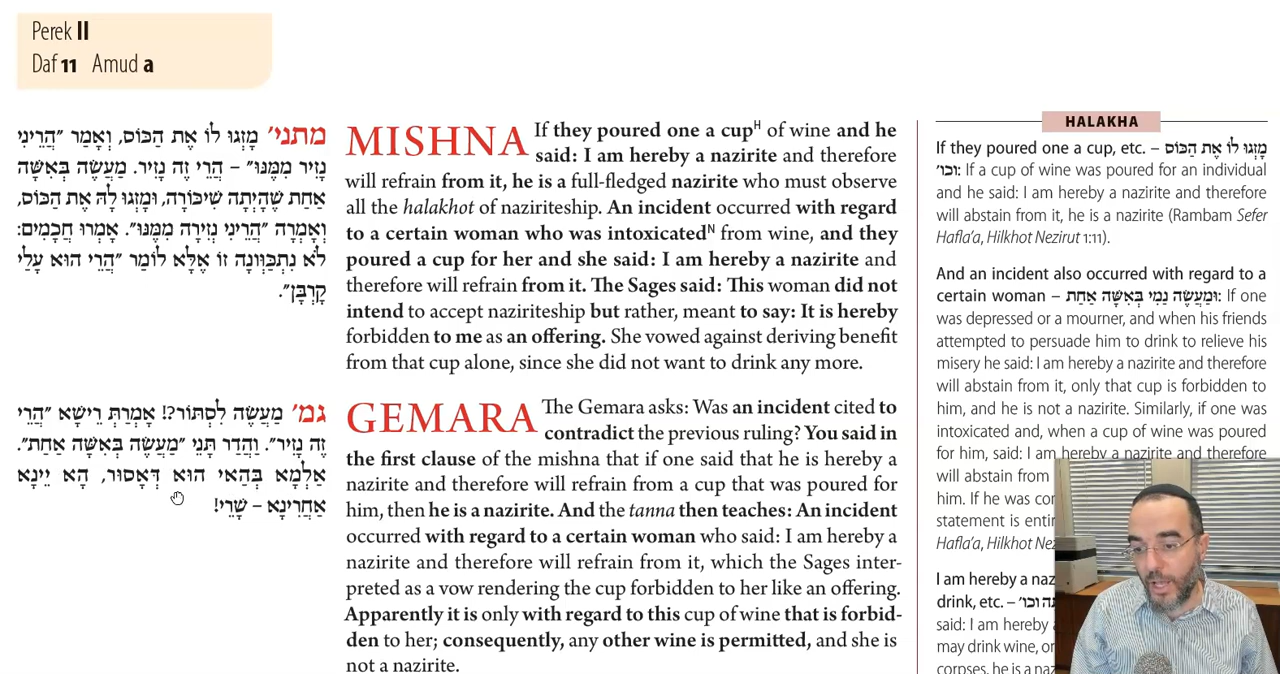 Perek II
Daf 11 Amud a
מתני׳ מָזְגוּ לוֹ אֶת הַכּוֹס, וְאָמַר ״הֲרֵינִי
נָזִיר מִמֶּנּוּ״ – הֲרֵי זֶה נָזִיר. מַעֲשֶׂה בְּאִשָּׁה
אַחַת שֶׁהָיְתָה שִׁיכּוֹרָה, וּמָזְגוּ לָהּ אֶת הַכּוֹס,
וְאָמְרָה ״הֲרֵינִי נְזִירָה מִמֶּנּוּ״. אָמְרוּ חֲכָמִים:
לֹא נִתְכַּוְּונָה זוֹ אֶלָּא לוֹמַר ״הֲרֵי הוּא עָלַי
קָרְבָּן״.
גמ׳ מַעֲשֶׂה לִסְתּוֹר?! אָמְרַתְּ רֵישָׁא ״הֲרֵי
זֶה נָזִיר״. וַהֲדַר תָּנֵי ״מַעֲשֶׂה בְּאִשָּׁה אַחַת״.
אַלְמָא בְּהַאי הוּא דְּאָסוּר, הָא יֵינָא
אַחֲרִינָא – שָׁרֵי!
MISHNA If they poured one a cupᴴ of wine and he
said: I am hereby a nazirite and therefore
will refrain from it, he is a full-fledged nazirite who must observe
all the halakhot of naziriteship. An incident occurred with regard
to a certain woman who was intoxicatedᴺ from wine, and they
poured a cup for her and she said: I am hereby a nazirite and
therefore will refrain from it. The Sages said: This woman did not
intend to accept naziriteship but rather, meant to say: It is hereby
forbidden to me as an offering. She vowed against deriving benefit
from that cup alone, since she did not want to drink any more.
GEMARA The Gemara asks: Was an incident cited to
contradict the previous ruling? You said in
the first clause of the mishna that if one said that he is hereby a
nazirite and therefore will refrain from a cup that was poured for
him, then he is a nazirite. And the tanna then teaches: An incident
occurred with regard to a certain woman who said: I am hereby a
nazirite and therefore will refrain from it, which the Sages inter-
preted as a vow rendering the cup forbidden to her like an offering.
Apparently it is only with regard to this cup of wine that is forbid-
den to her; consequently, any other wine is permitted, and she is
not a nazirite.
HALAKHA
If they poured one a cup, etc. – מָזְגוּ לוֹ אֶת הַכּוֹס
וכו׳: If a cup of wine was poured for an individual
and he said: I am hereby a nazirite and therefore
will abstain from it, he is a nazirite (Rambam Sefer
Hafla'a, Hilkhot Nezirut 1:11).
And an incident also occurred with regard to a
certain woman – וּמַעֲשֶׂה נַמִי בְּאִשָּׁה אַחַת: If one
was depressed or a mourner, and when his friends
attempted to persuade him to drink to relieve his
misery he said: I am hereby a nazirite and therefore
will abstain from it, only that cup is forbidden to
him, and he is not a nazirite. Similarly, if one was
intoxicated and, when a cup of wine was poured
for him, said: I am hereby a nazirite and therefore
will abstain from
him. If he was
statement is
Hafla'a, Hilkhot
I am hereby a
drink, etc. – וכו׳
said: I am hereby
may drink wine, or
corpses, he is a